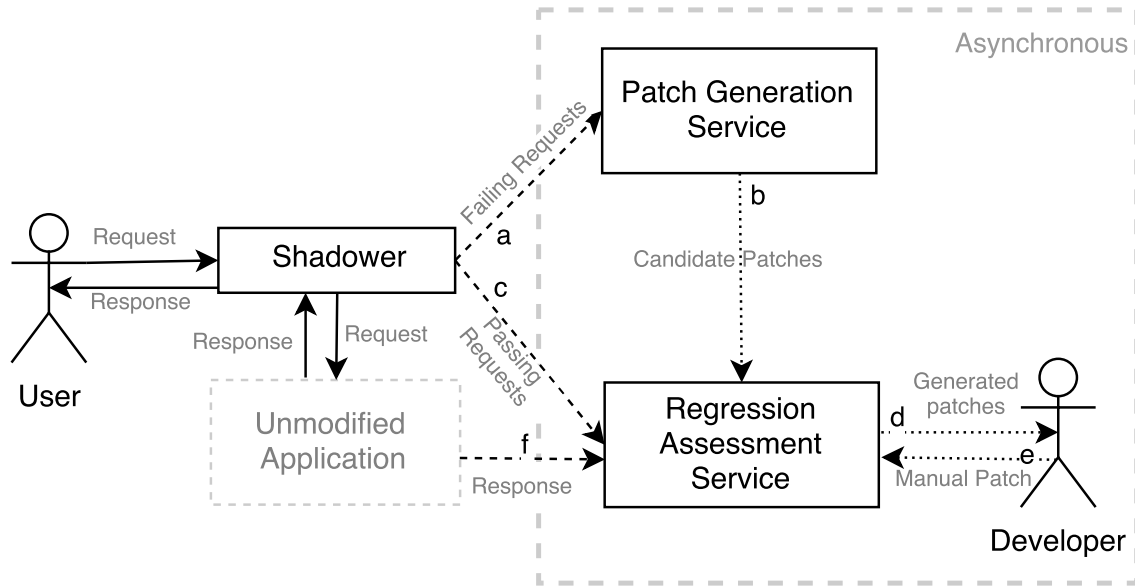 Asynchronous
Patch Generation
Service
Failing Requests
a
b
Request
Shadower
Response
c
Candidate Patches
Response
Request
Passing
Requests
User
Unmodified
Application
f
Response
Regression
Assessment
Service
Generated
patches
d
e
Manual Patch
Developer